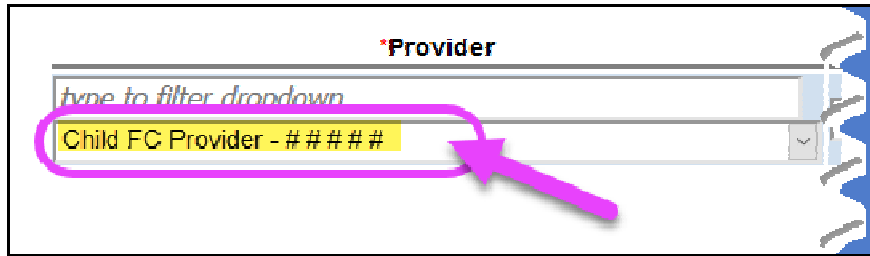 *Provider
type to filter dropdown
Child FC Provider - # # # # #